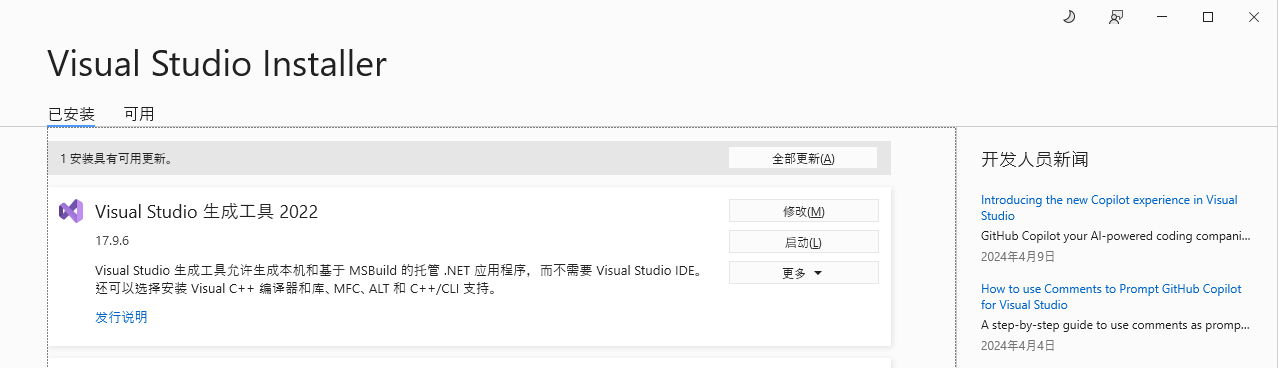 Visual Studio Installer
已安装 可用
1 安装具有可用更新。
全部更新(A)
Visual Studio 生成工具 2022
17.9.6
Visual Studio 生成工具允许生成本机和基于 MSBuild 的托管 .NET 应用程序，而不需要 Visual Studio IDE。
还可以选择安装 Visual C++ 编译器和库、MFC、ALT 和 C++/CLI 支持。
发行说明
修改(M)
启动(L)
更多
开发人员新闻
Introducing the new Copilot experience in Visual
Studio
GitHub Copilot your AI-powered coding compani...
2024年4月9日
How to use Comments to Prompt GitHub Copilot
for Visual Studio
A step-by-step guide to use comments as promp...
2024年4月4日